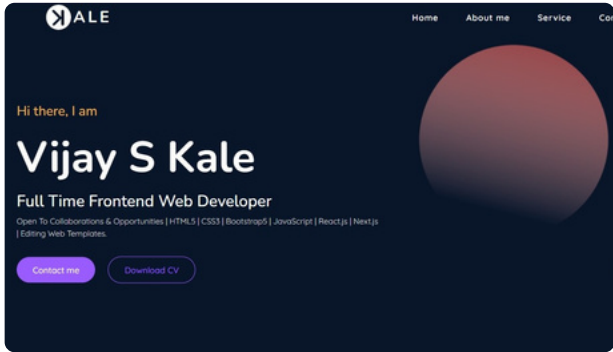 KALE
Home About me Service
Hi there, I am
Vijay S Kale
Full Time Frontend Web Developer
Open To Collaborations & Opportunities | HTML5 | CSS3 | Bootstrap5 | JavaScript | React.js | Next.js
| Editing Web Templates.
Contact me Download CV